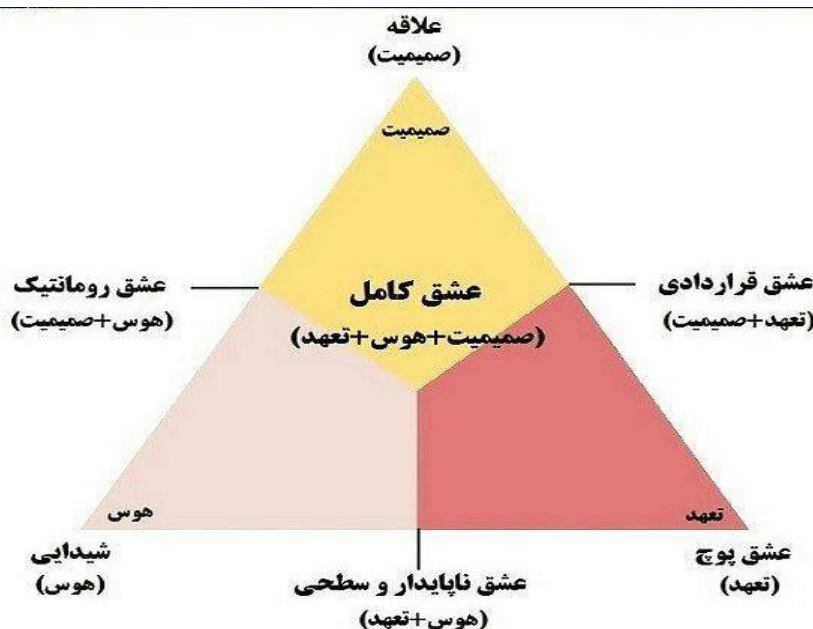 علاقه
(صمیمیت)
صمیمیت
عشق قراردادی
(تعهد+صمیمیت)
عشق رومانتیک
(هوس+صمیمیت)
عشق کامل
(صمیمیت+هوس+تعهد)
تعهد
هوس
عشق پوچ
(تعهد)
عشق ناپایدار و سطحی
(هوس+تعهد)
شیدایی
(هوس)